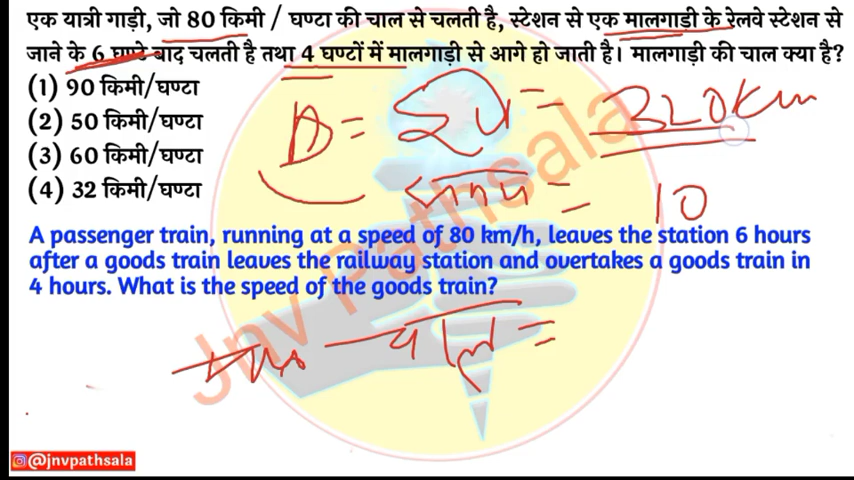 एक यात्री गाड़ी, जो 80 किमी / घण्टा की चाल से चलती है, स्टेशन से एक मालगाड़ी के रेलवे स्टेशन से
जाने के 6 घण्टे बाद चलती है तथा 4 घण्टों में मालगाड़ी से आगे हो जाती है। मालगाड़ी की चाल क्या है?
(1) 90 किमी/घण्टा
(2) 50 किमी/घण्टा
(3) 60 किमी/घण्टा
(4) 32 किमी/घण्टा
D = दूरी = 320km
समय = 10
A passenger train, running at a speed of 80 km/h, leaves the station 6 hours
after a goods train leaves the railway station and overtakes a goods train in
4 hours. What is the speed of the goods train?
चाल =
Jnv Pathsala
@jnvpathsala